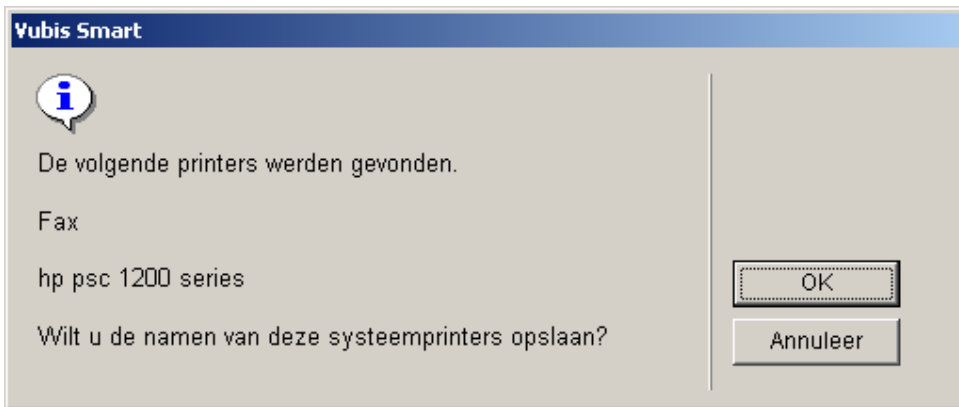 Vubis Smart
De volgende printers werden gevonden.
Fax
hp psc 1200 series
Wilt u de namen van deze systeemprinters opslaan?
OK
Annuleer